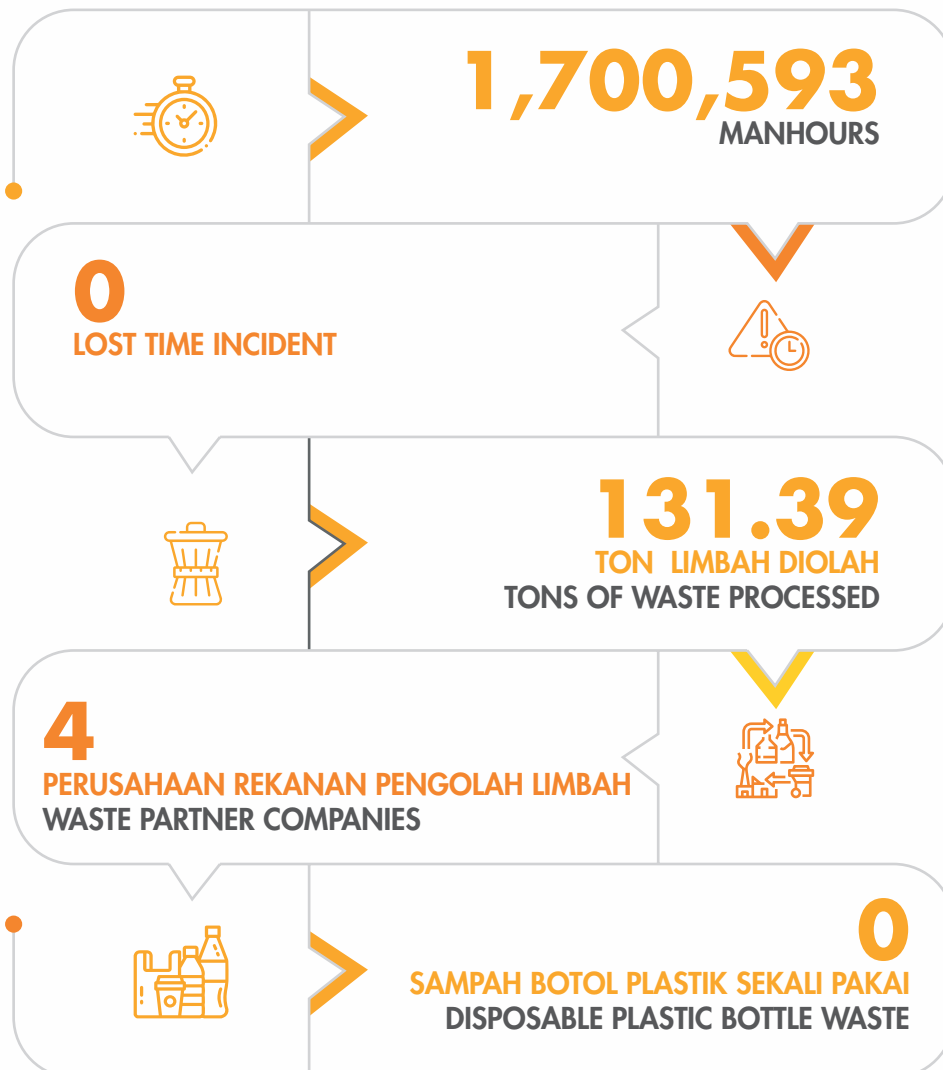 1,700,593
MANHOURS
0
LOST TIME INCIDENT
131.39
TON LIMBAH DIOLAH
TONS OF WASTE PROCESSED
4
PERUSAHAAN REKANAN PENGOLAH LIMBAH
WASTE PARTNER COMPANIES
0
SAMPAH BOTOL PLASTIK SEKALI PAKAI
DISPOSABLE PLASTIC BOTTLE WASTE